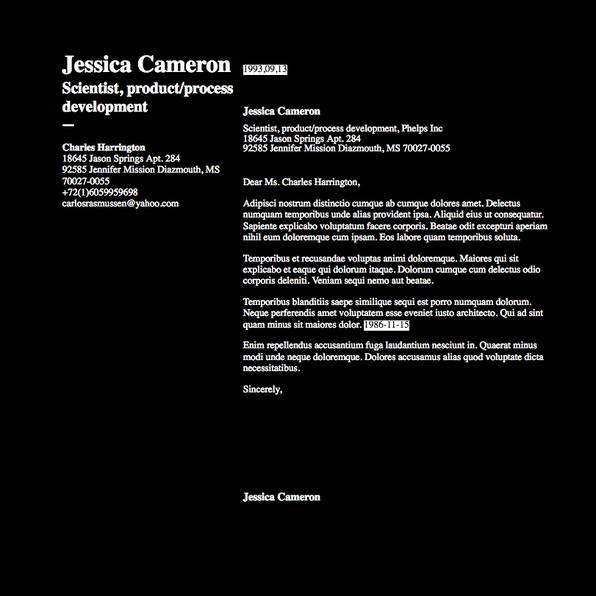 Jessica Cameron
Scientist, product/process
development
Charles Harrington
18645 Jason Springs Apt. 284
92585 Jennifer Mission Diazmouth, MS
70027-0055
+72(1)6059959698
carlosrasmussen@yahoo.com
1993,09,13
Jessica Cameron
Scientist, product/process development, Phelps Inc
18645 Jason Springs Apt. 284
92585 Jennifer Mission Diazmouth, MS 70027-0055
Dear Ms. Charles Harrington,
Adipisci nostrum distinctio cumque ab cumque dolores amet. Delectus
numquam temporibus unde alias provident ipsa. Aliquid eius ut consequatur.
Sapiente explicabo voluptatum facere corporis. Beatae odit excepturi aperiam
nihil eum doloremque cum ipsam. Eos labore quam temporibus soluta.
Temporibus et recusandae voluptas animi doloremque. Maiores qui sit
explicabo et eaque qui dolorum itaque. Dolorum cumque cum delectus odio
corporis deleniti. Veniam sequi nemo aut beatae.
Temporibus blanditiis saepe similique sequi est porro numquam dolorum.
Neque perferendis amet voluptatem esse eveniet iusto architecto. Qui ad sint
quam minus sit maiores dolor. 1986-11-15
Enim repellendus accusantium fuga laudantium nesciunt in. Quaerat minus
modi unde neque doloremque. Dolores accusamus alias quod voluptate dicta
necessitatibus.
Sincerely,
Jessica Cameron